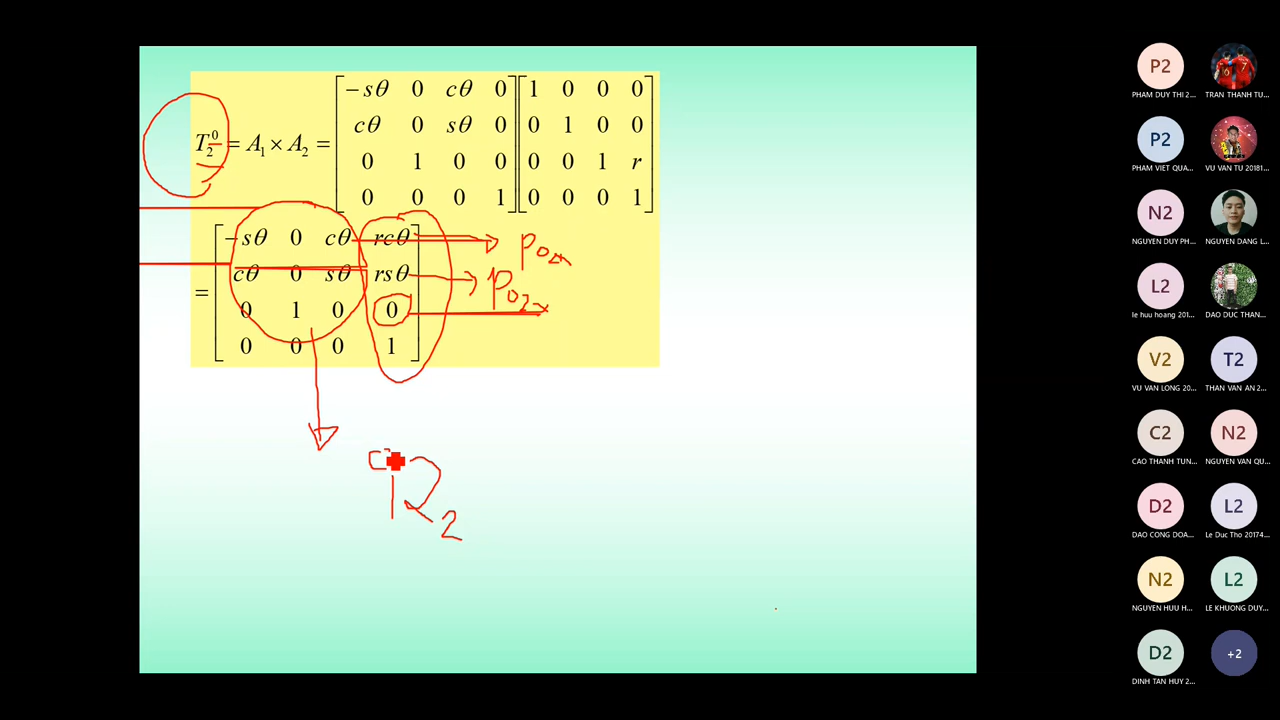 T₂⁰ = A₁ × A₂ = [−sθ 0 cθ 0] [1 0 0 0]
[cθ 0 sθ 0] [0 1 0 0]
[0 1 0 0] [0 0 1 r]
[0 0 0 1] [0 0 0 1]
= [−sθ 0 cθ rcθ]
[cθ 0 sθ rsθ]
[0 1 0 0]
[0 0 0 1]
R₂
P2 TRAN THANH TU...
PHAM DUY THI 2...
P2
PHAM VIET QUA...
VU VAN TU 20181...
N2
NGUYEN DUY PH...
NGUYEN DANG L...
L2
le huu hoang 201...
DAO DUC THAN...
V2
VU VAN LONG 20...
T2
THAN VAN AN 2...
C2
CAO THANH TUN...
N2
NGUYEN VAN QU...
D2
DAO CONG DOA...
L2
Le Duc Tho 20174...
N2
NGUYEN HUU H...
L2
LE KHUONG DUY...
D2
DINH TAN HUY 2...
+2